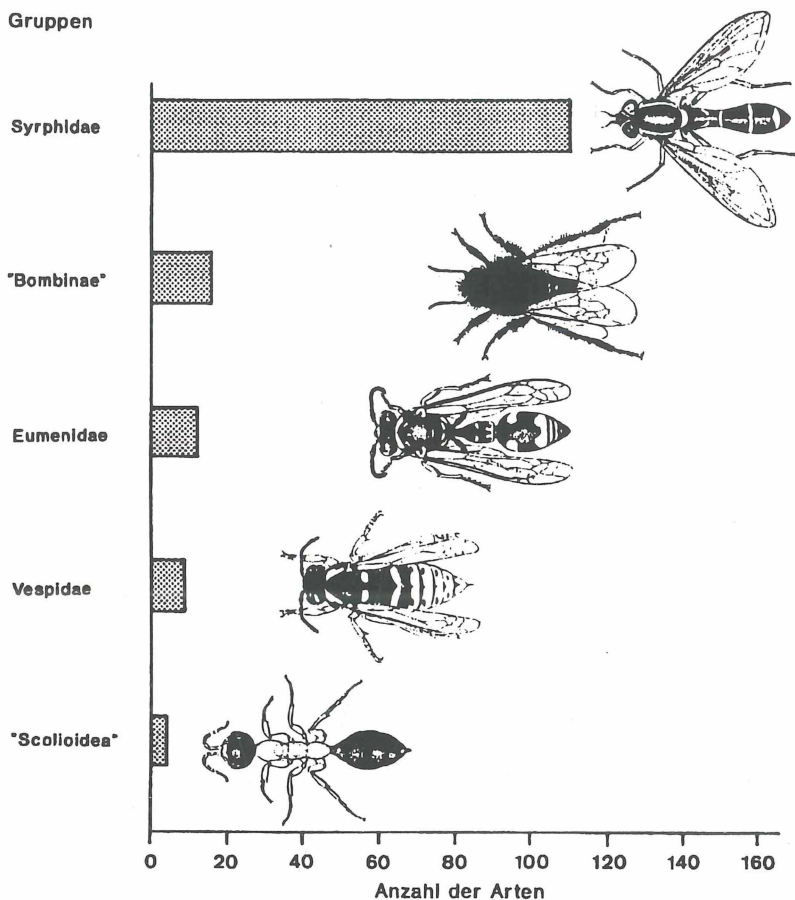 Gruppen
Syrphidae
"Bombinae"
Eumenidae
Vespidae
"Scolioidea"
0 20 40 60 80 100 120 140 160
Anzahl der Arten